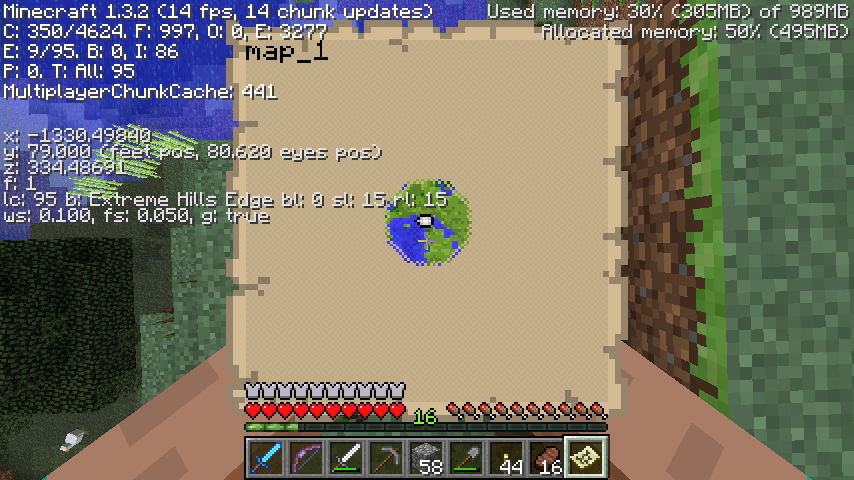 Minecraft 1.3.2 (14 fps, 14 chunk updates)
Used memory: 30% (305MB) of 989MB
C: 350/4624. F: 997, O: 0, E: 3277
Allocated memory: 50% (495MB)
E: 9/95. B: 0, I: 86
map_1
P: 0. T: All: 95
MultiplayerChunkCache: 441
x: -1330.49840
y: 79.000 (feet pos, 80.620 eyes pos)
z: 334.48691
f: 1
lc: 95 b: Extreme Hills Edge bl: 0 sl: 15 rl: 15
ws: 0.100, fs: 0.050, g: true
16
58
44
16